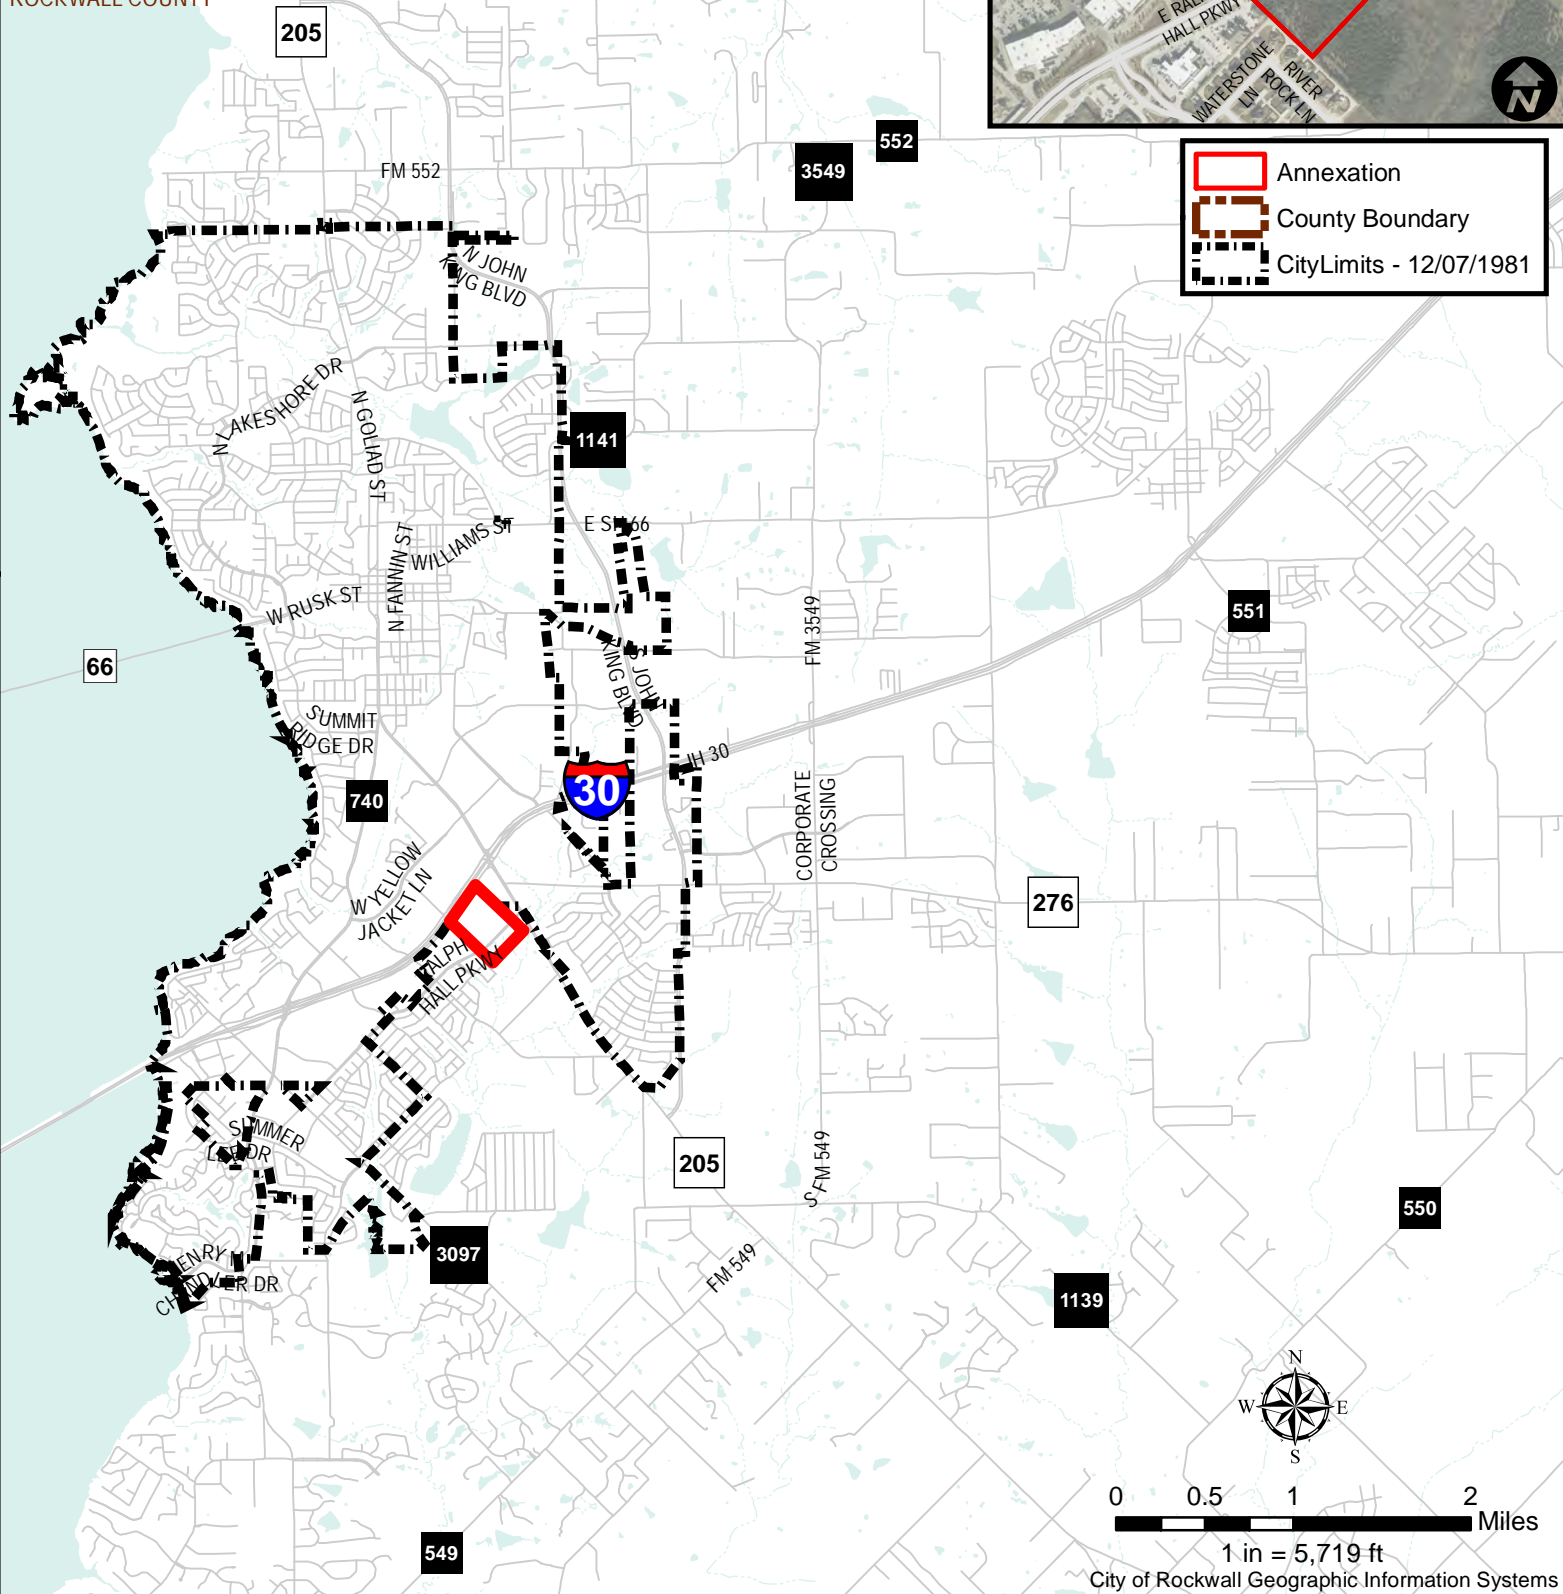 ROCKWALL COUNTY
205
E RAL
HALL PKWY
WATERSTONE
LN
RIVER
ROCK LN
N
552
3549
FM 552
Annexation
County Boundary
CityLimits - 12/07/1981
N JOHN
KING BLVD
N LAKESHORE DR
N GOLIAD ST
1141
E SH 66
WILLIAMS ST
N FANNIN ST
W RUSK ST
FM 3549
551
66
S JOHN
KING BLVD
SUMMIT
RIDGE DR
IH 30
30
740
CORPORATE
CROSSING
W YELLOW
JACKET LN
276
RALPH
HALL PKWY
SUMMER
LEE DR
205
S FM 549
550
3097
FM 549
HENRY M
CHANDLER DR
1139
N
W E
S
0 0.5 1 2
Miles
1 in = 5,719 ft
549
City of Rockwall Geographic Information Systems